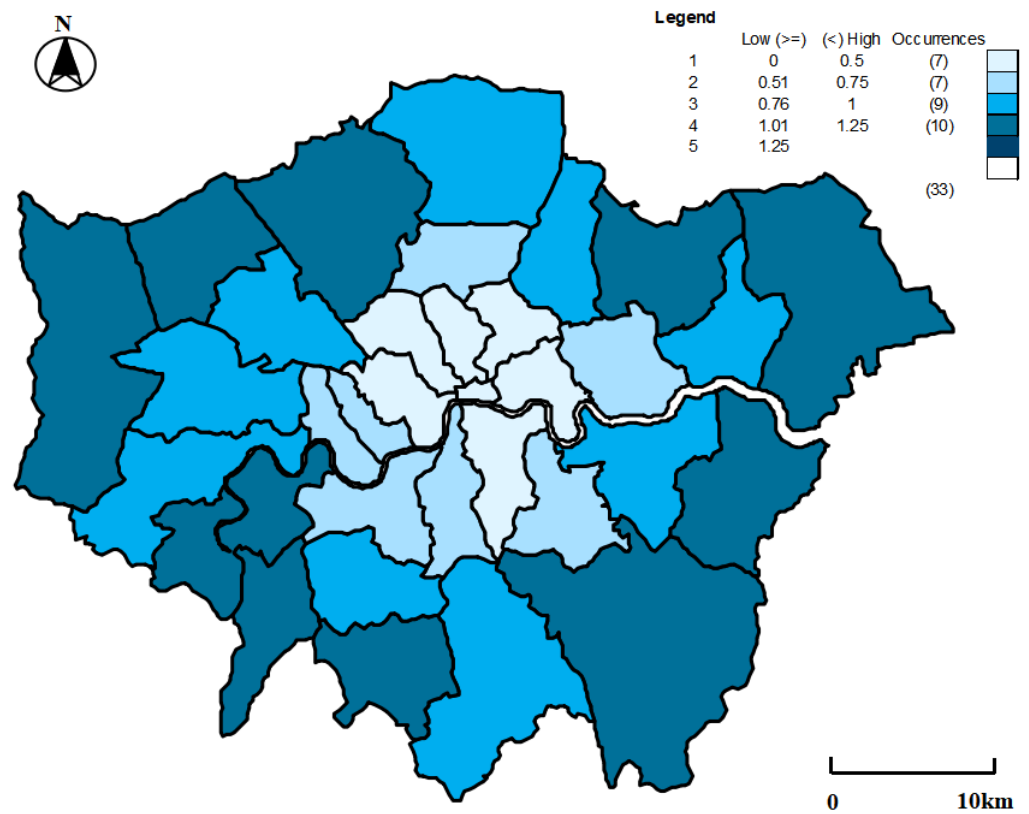 N
Legend
Low (>=) (<) High Occurrences
1 0 0.5 (7)
2 0.51 0.75 (7)
3 0.76 1 (9)
4 1.01 1.25 (10)
5 1.25
(33)
0 10km